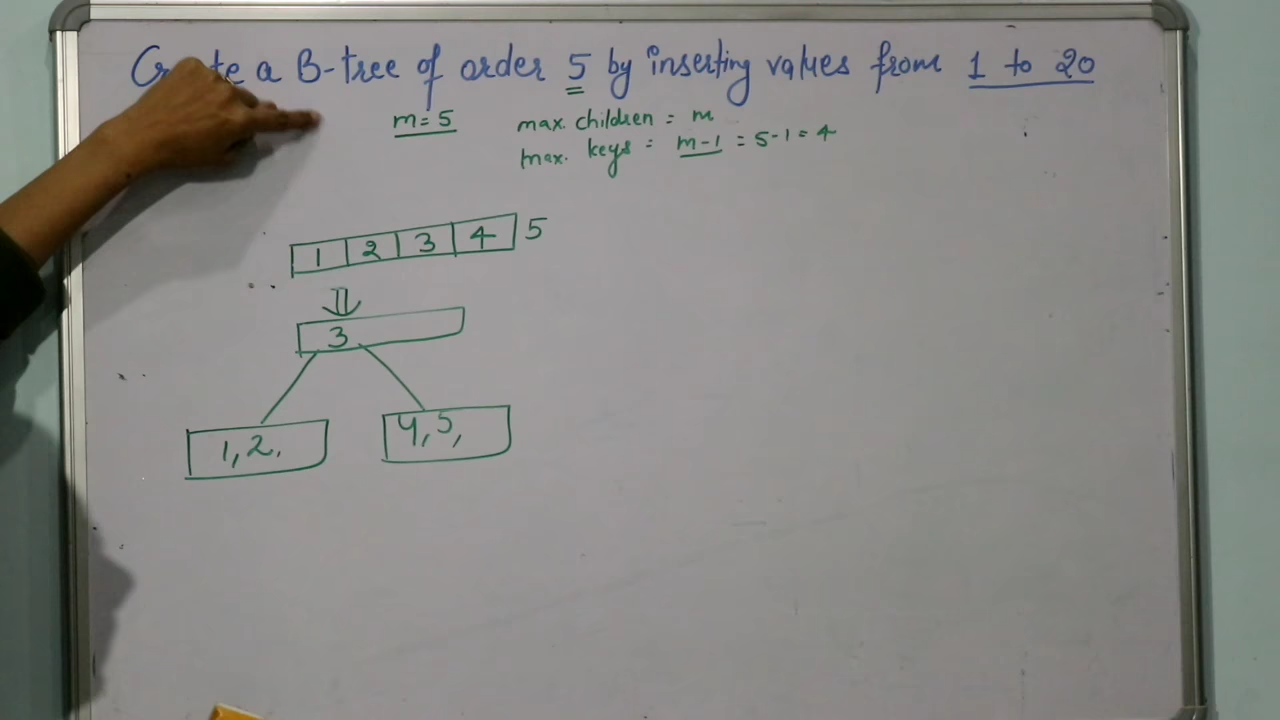 te a B-tree of order 5 by inserting values from 1 to 20
m = 5 max. children = m
max. keys = m-1 = 5-1 = 4
1 2 3 4 5
3
1,2, 4,5,